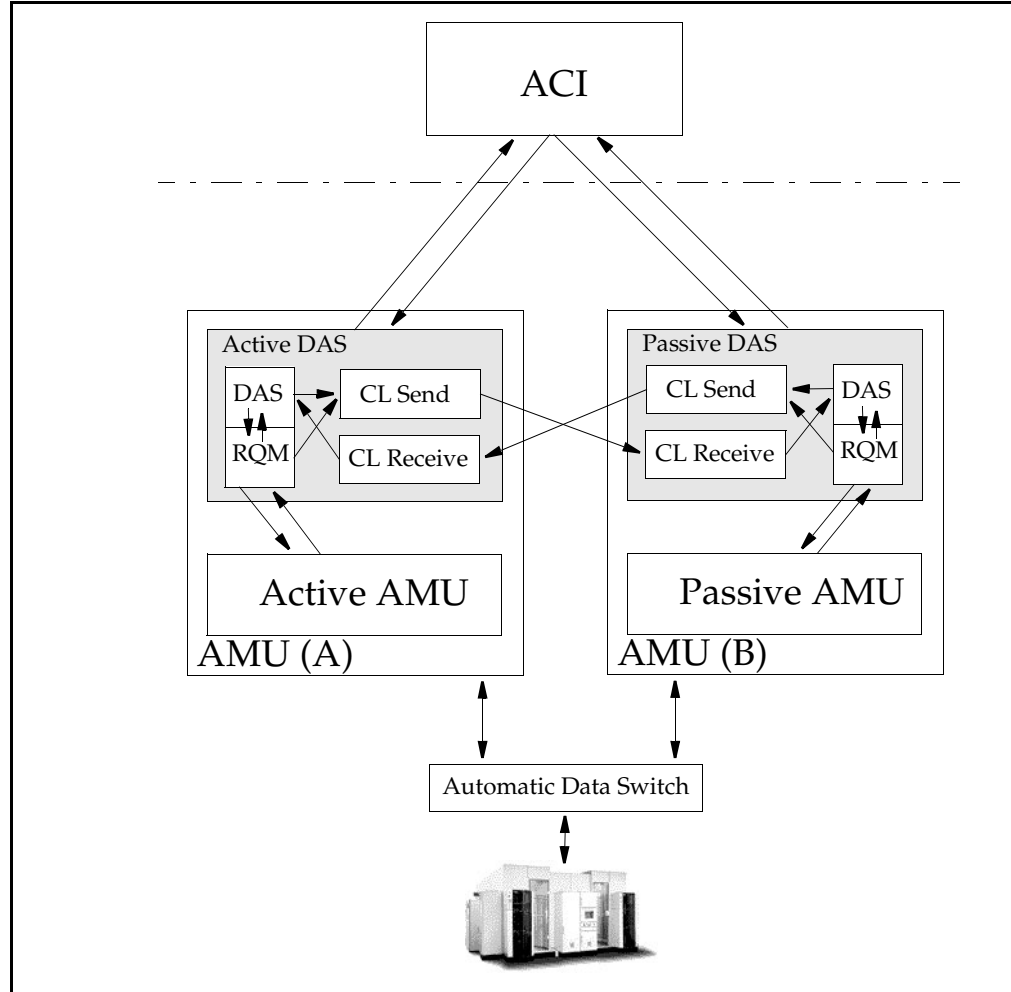 ACI
Active DAS
DAS
CL Send
RQM
CL Receive
Active AMU
AMU (A)
Passive DAS
CL Send
DAS
CL Receive
RQM
Passive AMU
AMU (B)
Automatic Data Switch